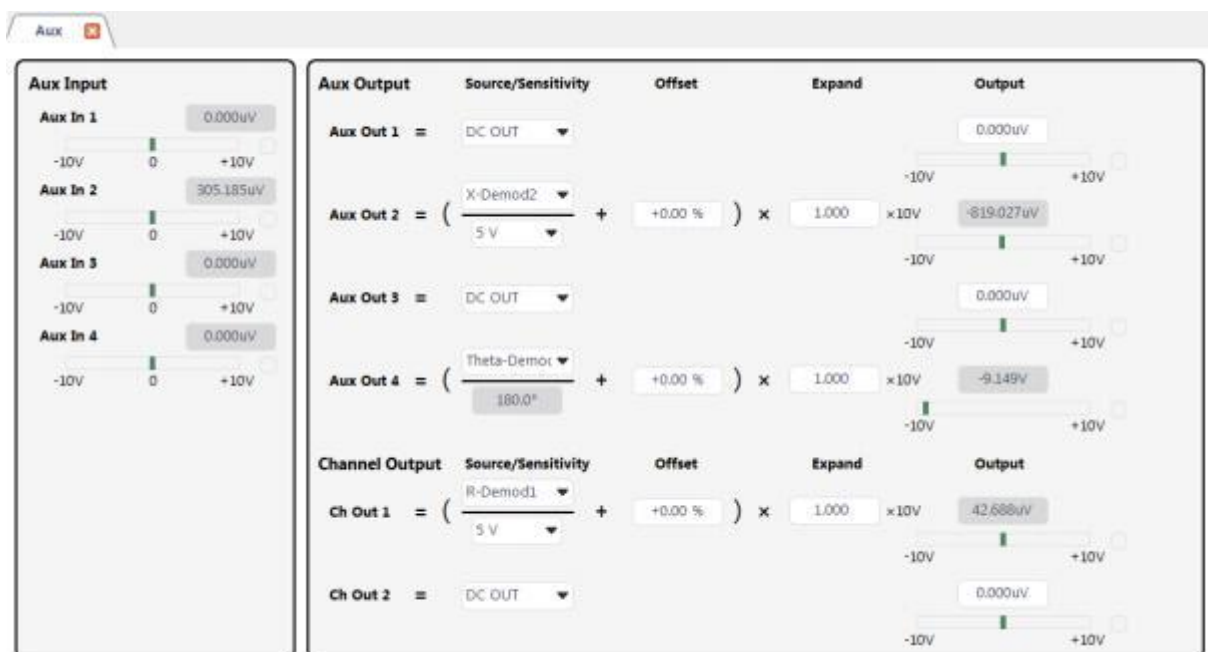 Aux
Aux Input
Aux In 1 0.000uV
-10V 0 +10V
Aux In 2 305.185uV
-10V 0 +10V
Aux In 3 0.000uV
-10V 0 +10V
Aux In 4 0.000uV
-10V 0 +10V
Aux Output Source/Sensitivity Offset Expand Output
Aux Out 1 = DC OUT 0.000uV
-10V +10V
X-Demod2
Aux Out 2 = ( + +0.00 % ) × 1.000 ×10V -819.027uV
5 V
-10V +10V
Aux Out 3 = DC OUT 0.000uV
-10V +10V
Theta-Democ
Aux Out 4 = ( + +0.00 % ) × 1.000 ×10V -9.149V
180.0°
-10V +10V
Channel Output Source/Sensitivity Offset Expand Output
R-Demod1
Ch Out 1 = ( + +0.00 % ) × 1.000 ×10V 42.688uV
5 V
-10V +10V
Ch Out 2 = DC OUT 0.000uV
-10V +10V